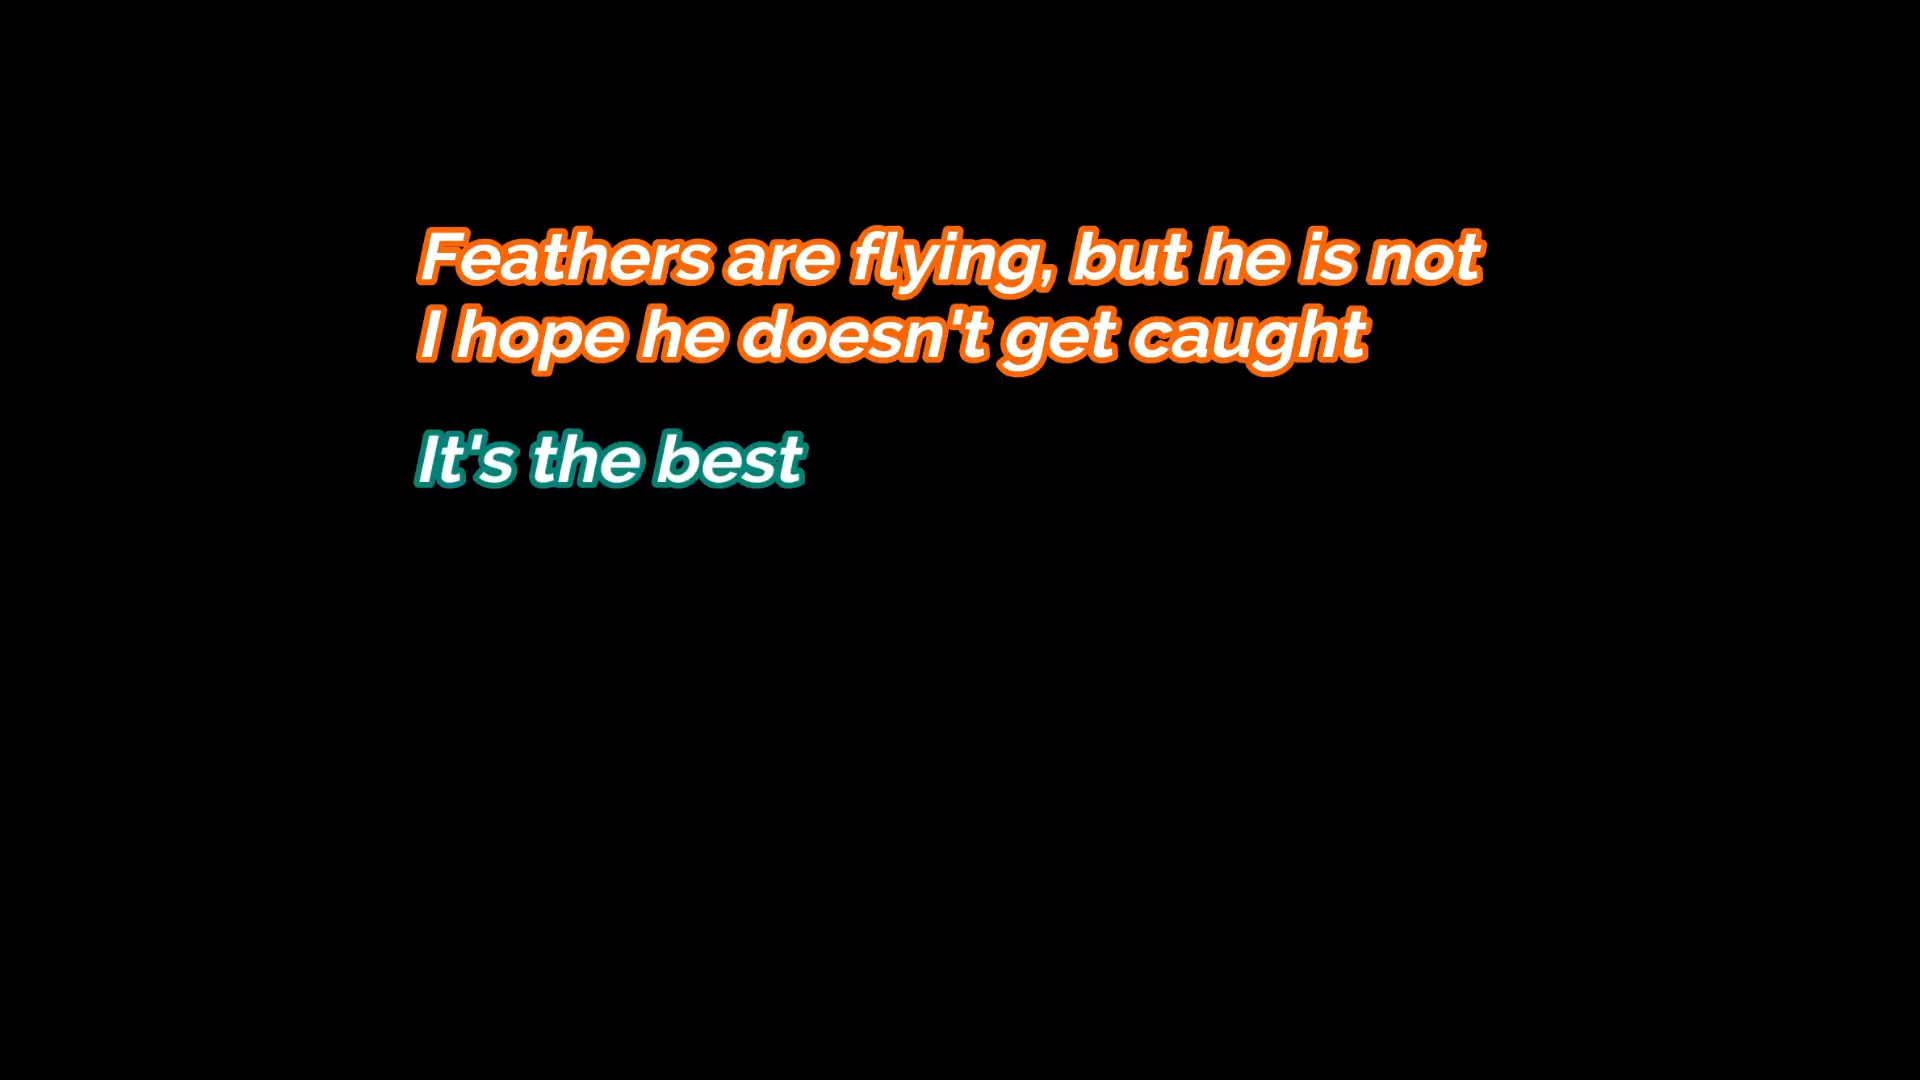 Feathers are flying, but he is not
I hope he doesn't get caught
It's the best